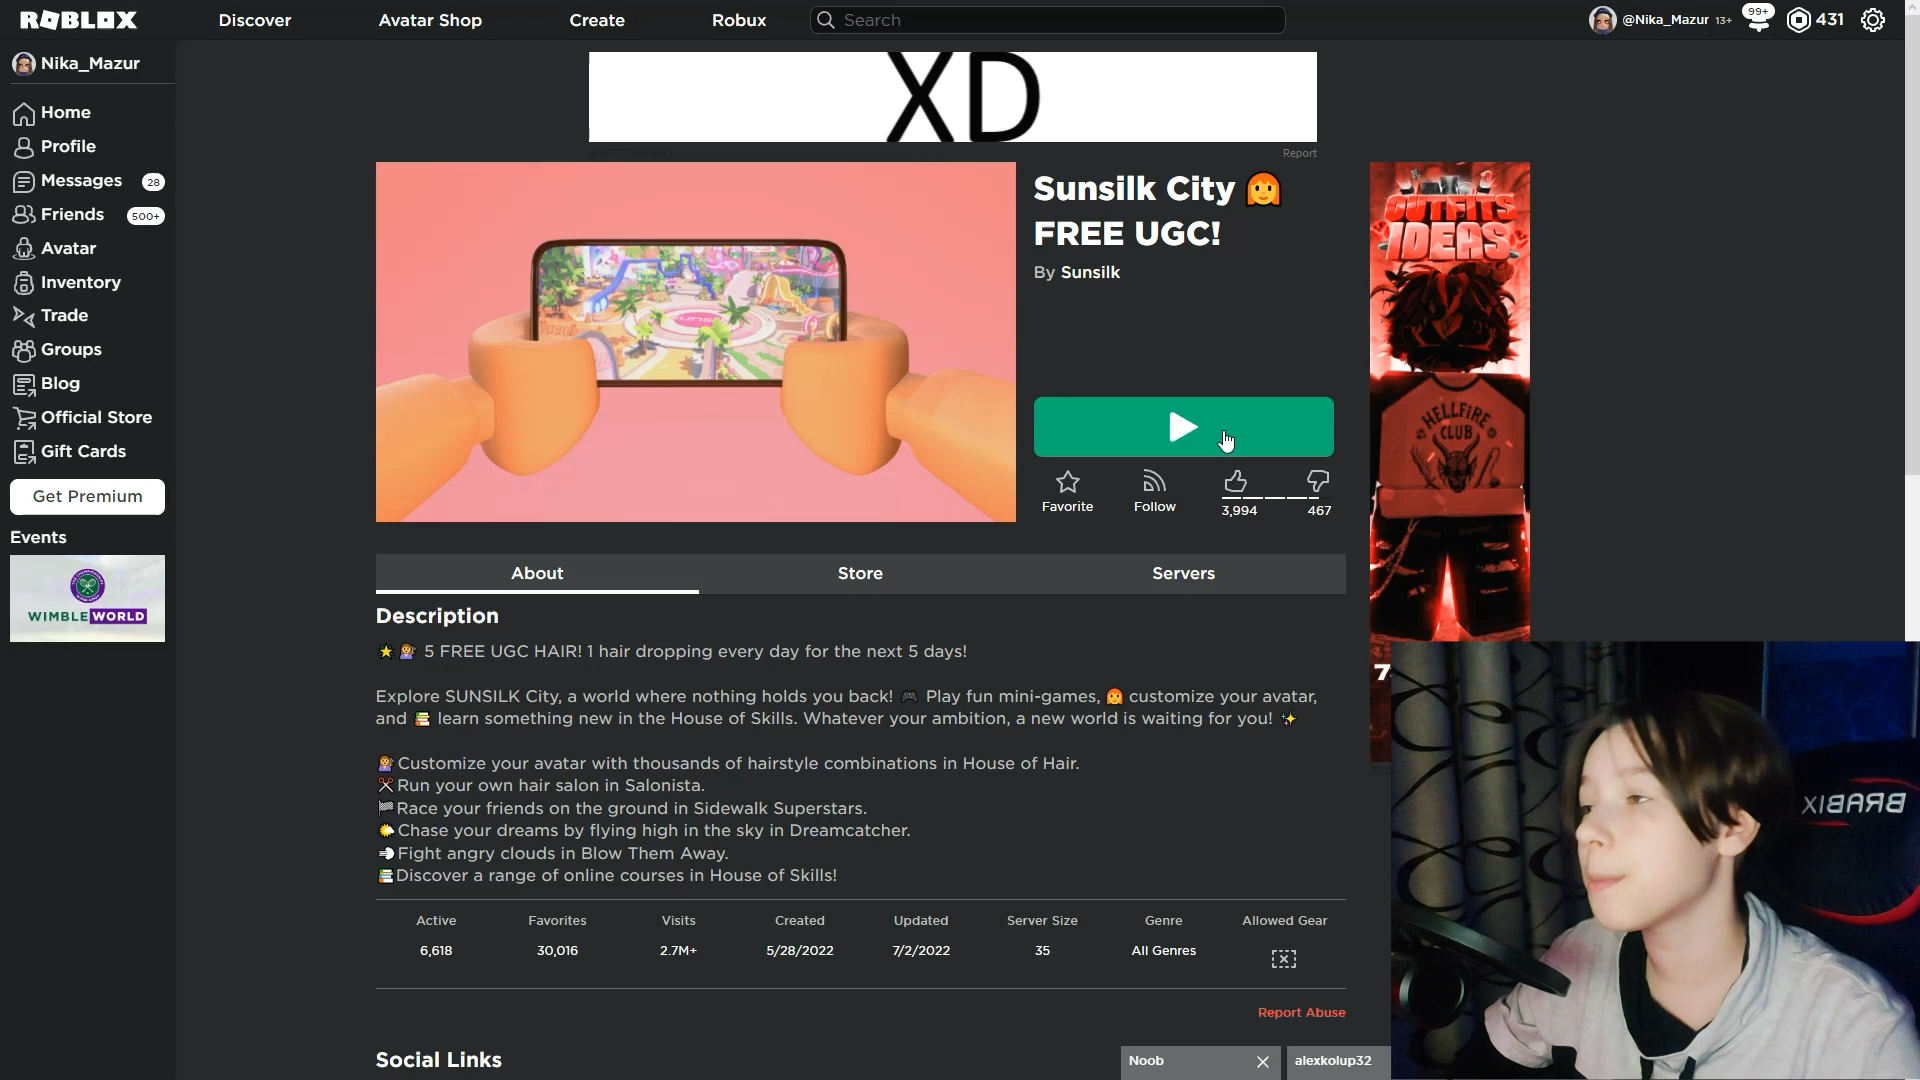 ROBLOX
Discover
Avatar Shop
Create
Robux
Search
@Nika_Mazur 13+
99+
431
Nika_Mazur
Home
Profile
Messages 28
Friends 500+
Avatar
Inventory
Trade
Groups
Blog
Official Store
Gift Cards
Get Premium
Events
WIMBLEWORLD
XD
Report
Sunsilk City 👩‍🦰
FREE UGC!
By Sunsilk
Favorite
Follow
3,994
467
OUTFITS
IDEAS
HELLFIRE
CLUB
About
Store
Servers
Description
⭐💇 5 FREE UGC HAIR! 1 hair dropping every day for the next 5 days!
Explore SUNSILK City, a world where nothing holds you back! 🎮 Play fun mini-games, 👩‍🦰 customize your avatar,
and 📚 learn something new in the House of Skills. Whatever your ambition, a new world is waiting for you! ✨
💇Customize your avatar with thousands of hairstyle combinations in House of Hair.
✂️Run your own hair salon in Salonista.
🏁Race your friends on the ground in Sidewalk Superstars.
🌤Chase your dreams by flying high in the sky in Dreamcatcher.
💨Fight angry clouds in Blow Them Away.
📚Discover a range of online courses in House of Skills!
Active
Favorites
Visits
Created
Updated
Server Size
Genre
Allowed Gear
6,618
30,016
2.7M+
5/28/2022
7/2/2022
35
All Genres
Report Abuse
Social Links
Noob
alexkolup32
BRABIX